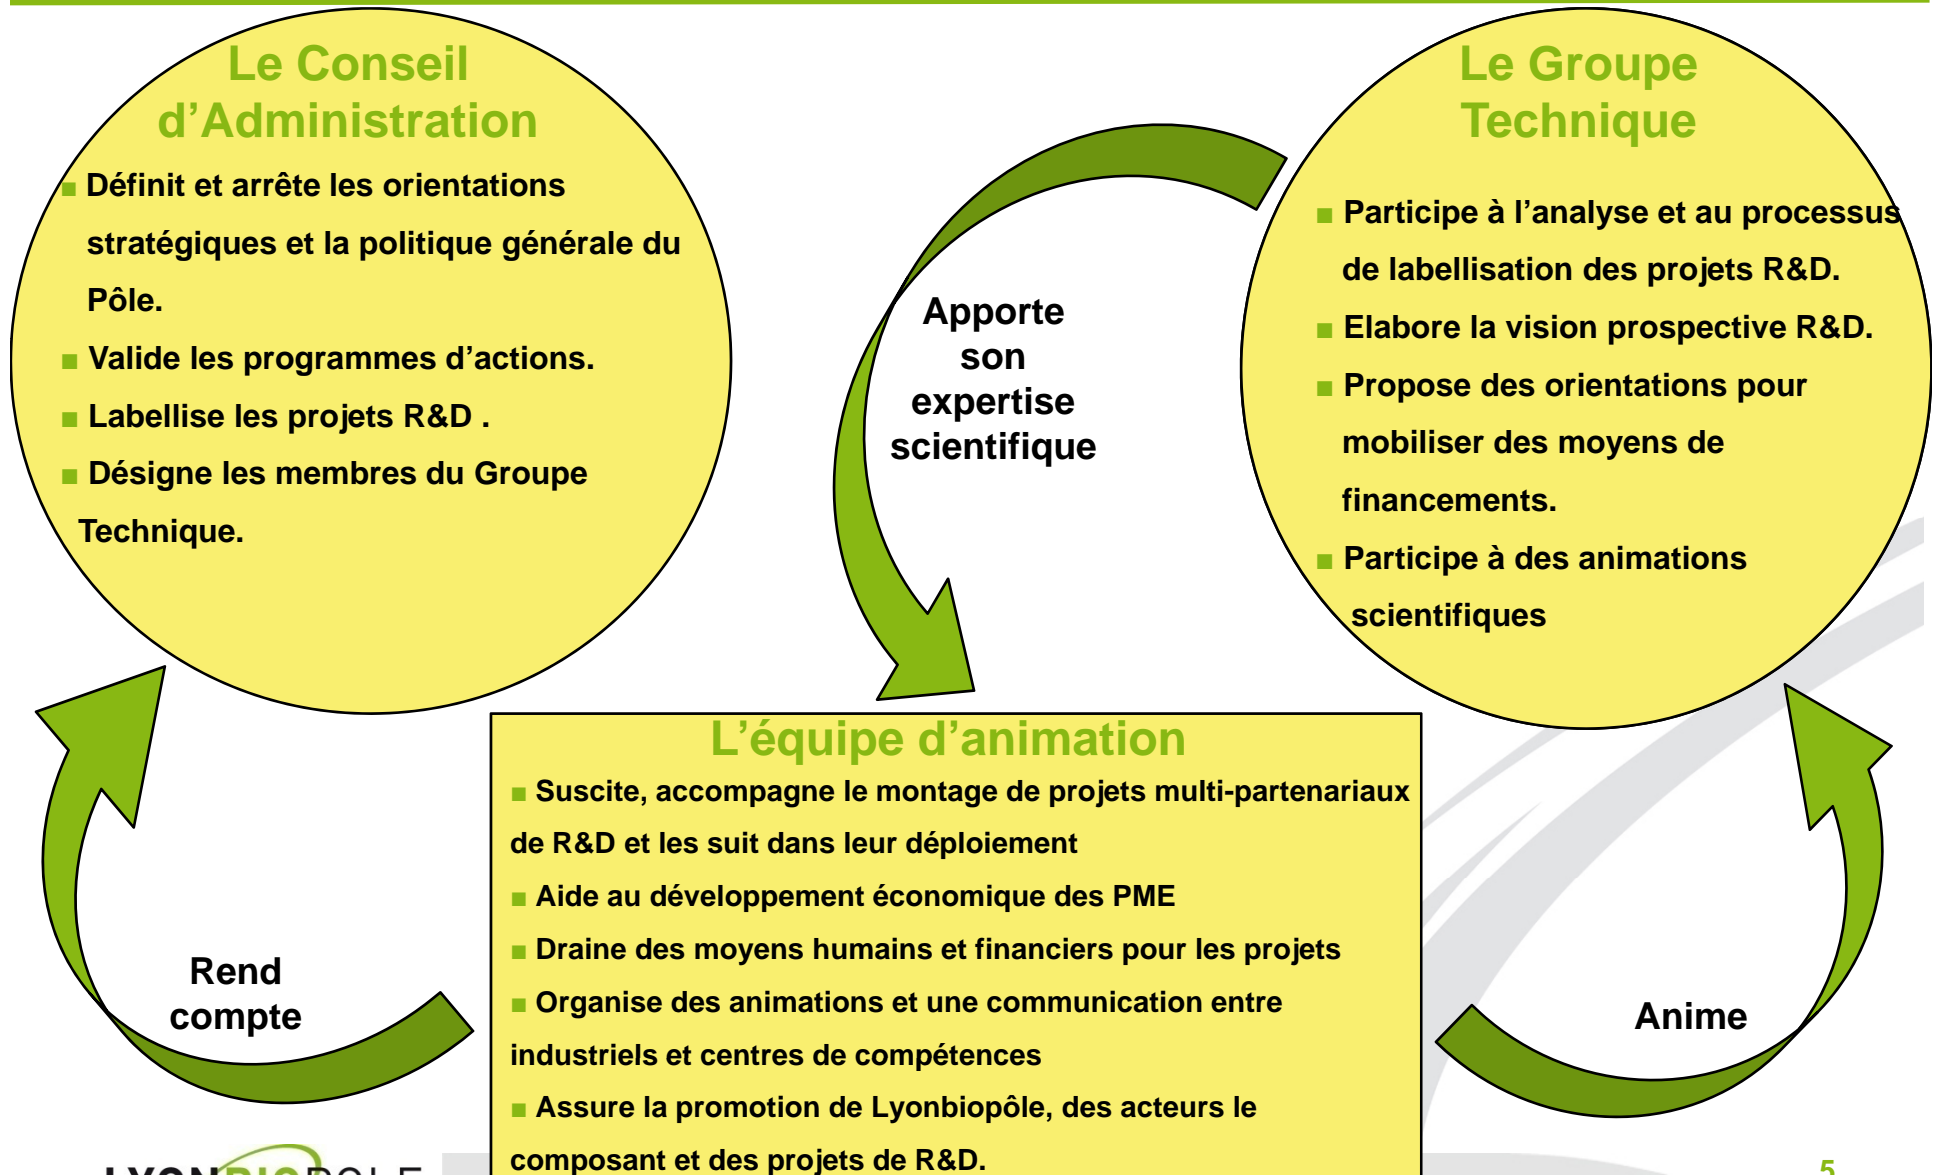 Le Conseil
d’Administration
■ Définit et arrête les orientations
stratégiques et la politique générale du
Pôle.
■ Valide les programmes d’actions.
■ Labellise les projets R&D .
■ Désigne les membres du Groupe
Technique.
Le Groupe
Technique
■ Participe à l’analyse et au processus
de labellisation des projets R&D.
■ Elabore la vision prospective R&D.
■ Propose des orientations pour
mobiliser des moyens de
financements.
■ Participe à des animations
scientifiques
Apporte
son
expertise
scientifique
L’équipe d’animation
■ Suscite, accompagne le montage de projets multi-partenariaux
de R&D et les suit dans leur déploiement
■ Aide au développement économique des PME
■ Draine des moyens humains et financiers pour les projets
■ Organise des animations et une communication entre
industriels et centres de compétences
■ Assure la promotion de Lyonbiopôle, des acteurs le
composant et des projets de R&D.
Rend
compte
Anime
LYONBIOPOLE
5